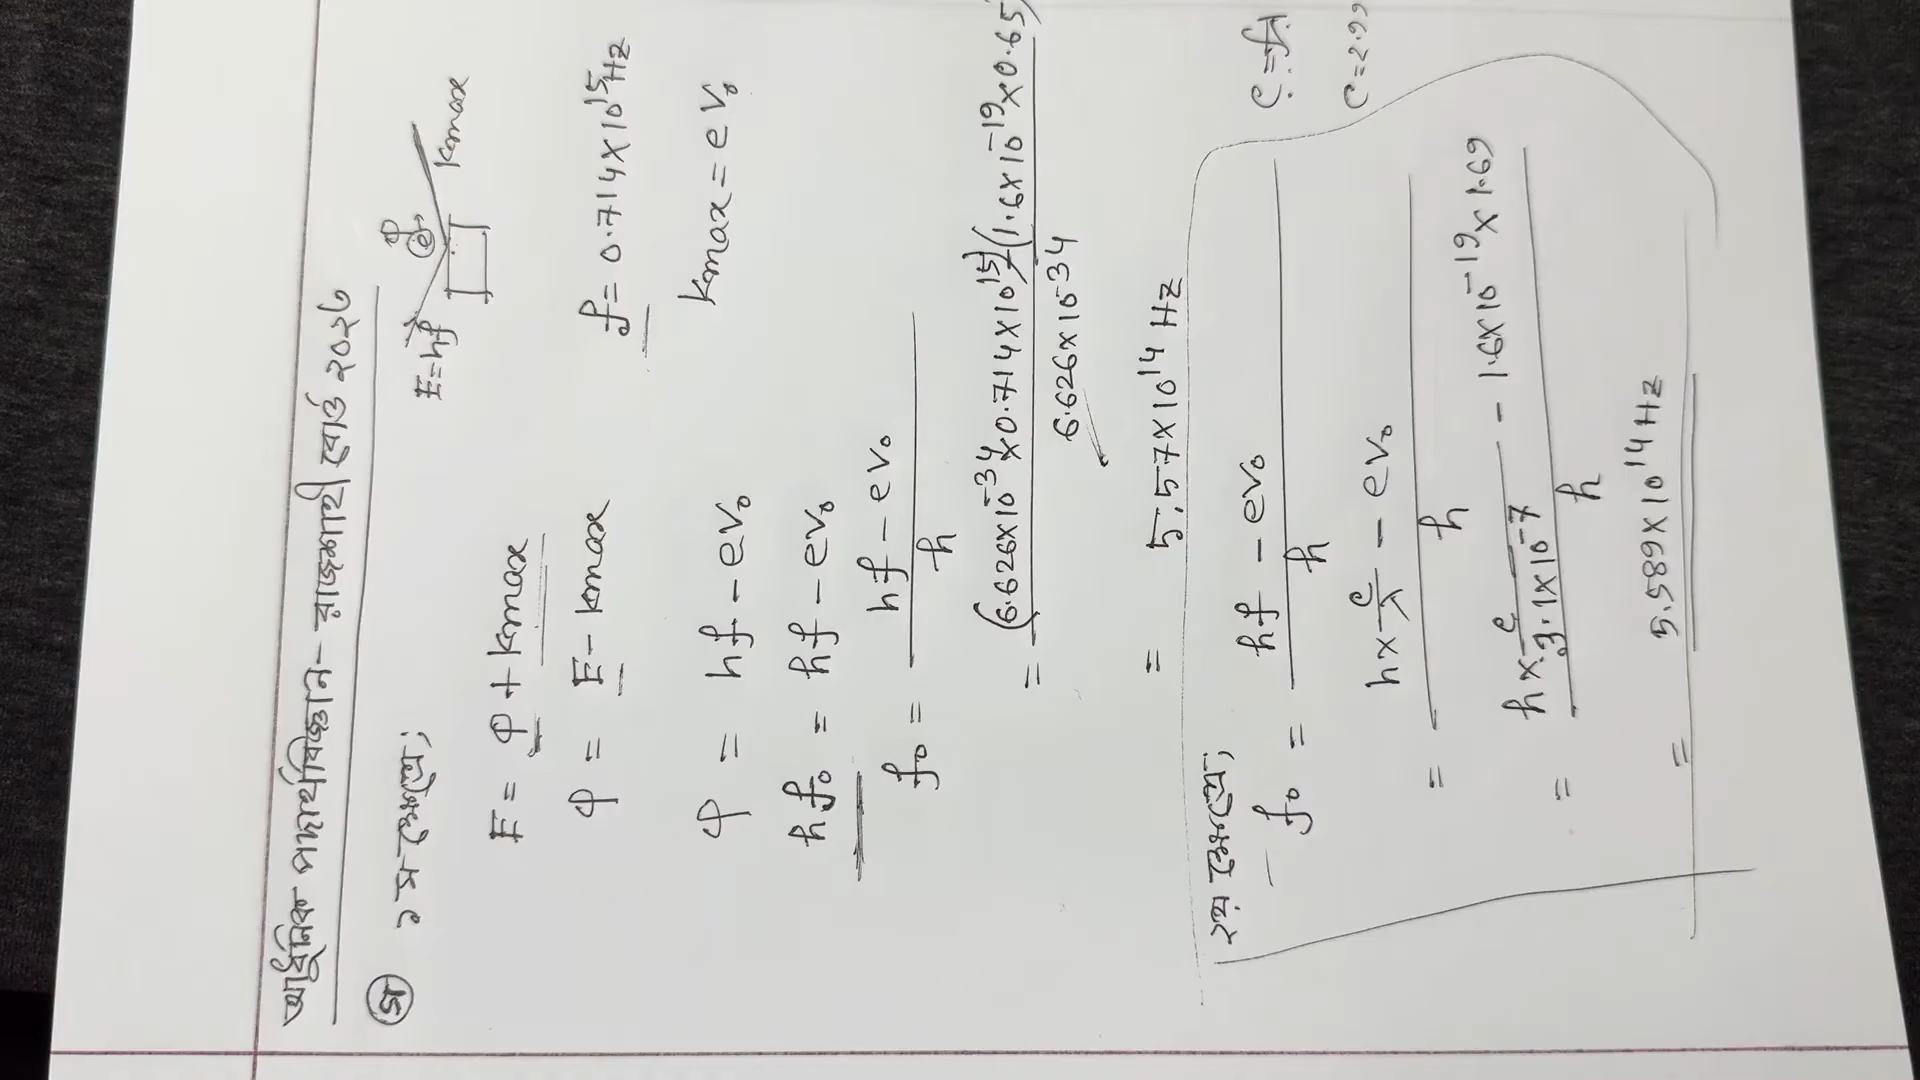 আধুনিক পদার্থবিজ্ঞান - রাজশাহী বোর্ড ২০২৬
E=hf φ e Kmax
গ
E = φ + Kmax
φ = E - Kmax
f = 0.714×10^15 Hz
φ = hf - eV₀
Kmax = eV₀
hf₀ = hf - eV₀
f₀ = hf - eV₀ / h
= (6.626×10^-34 ×0.714×10^15)-(1.6×10^-19×0.65) / 6.626×10^-34
= 5.57×10^14 Hz
২য়
f₀ = hf - eV₀ / h
C=fλ
= h× c/λ - eV₀ / h
C=2.99
= h× c/3.1×10^-7 - 1.6×10^-19×1.69 / h
= 5.589×10^14 Hz